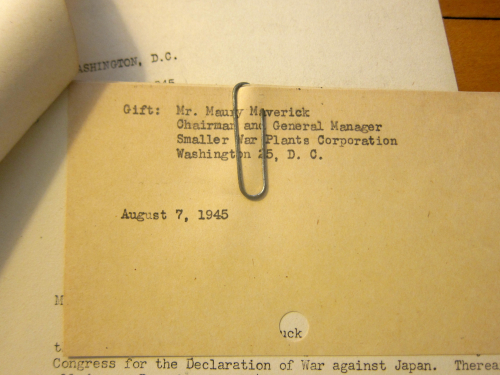 WASHINGTON, D.C.
Gift: Mr. Maury Maverick
Chairman and General Manager
Smaller War Plants Corporation
Washington 25, D. C.
August 7, 1945
M
uck
t
Congress for the Declaration of War against Japan. Therea